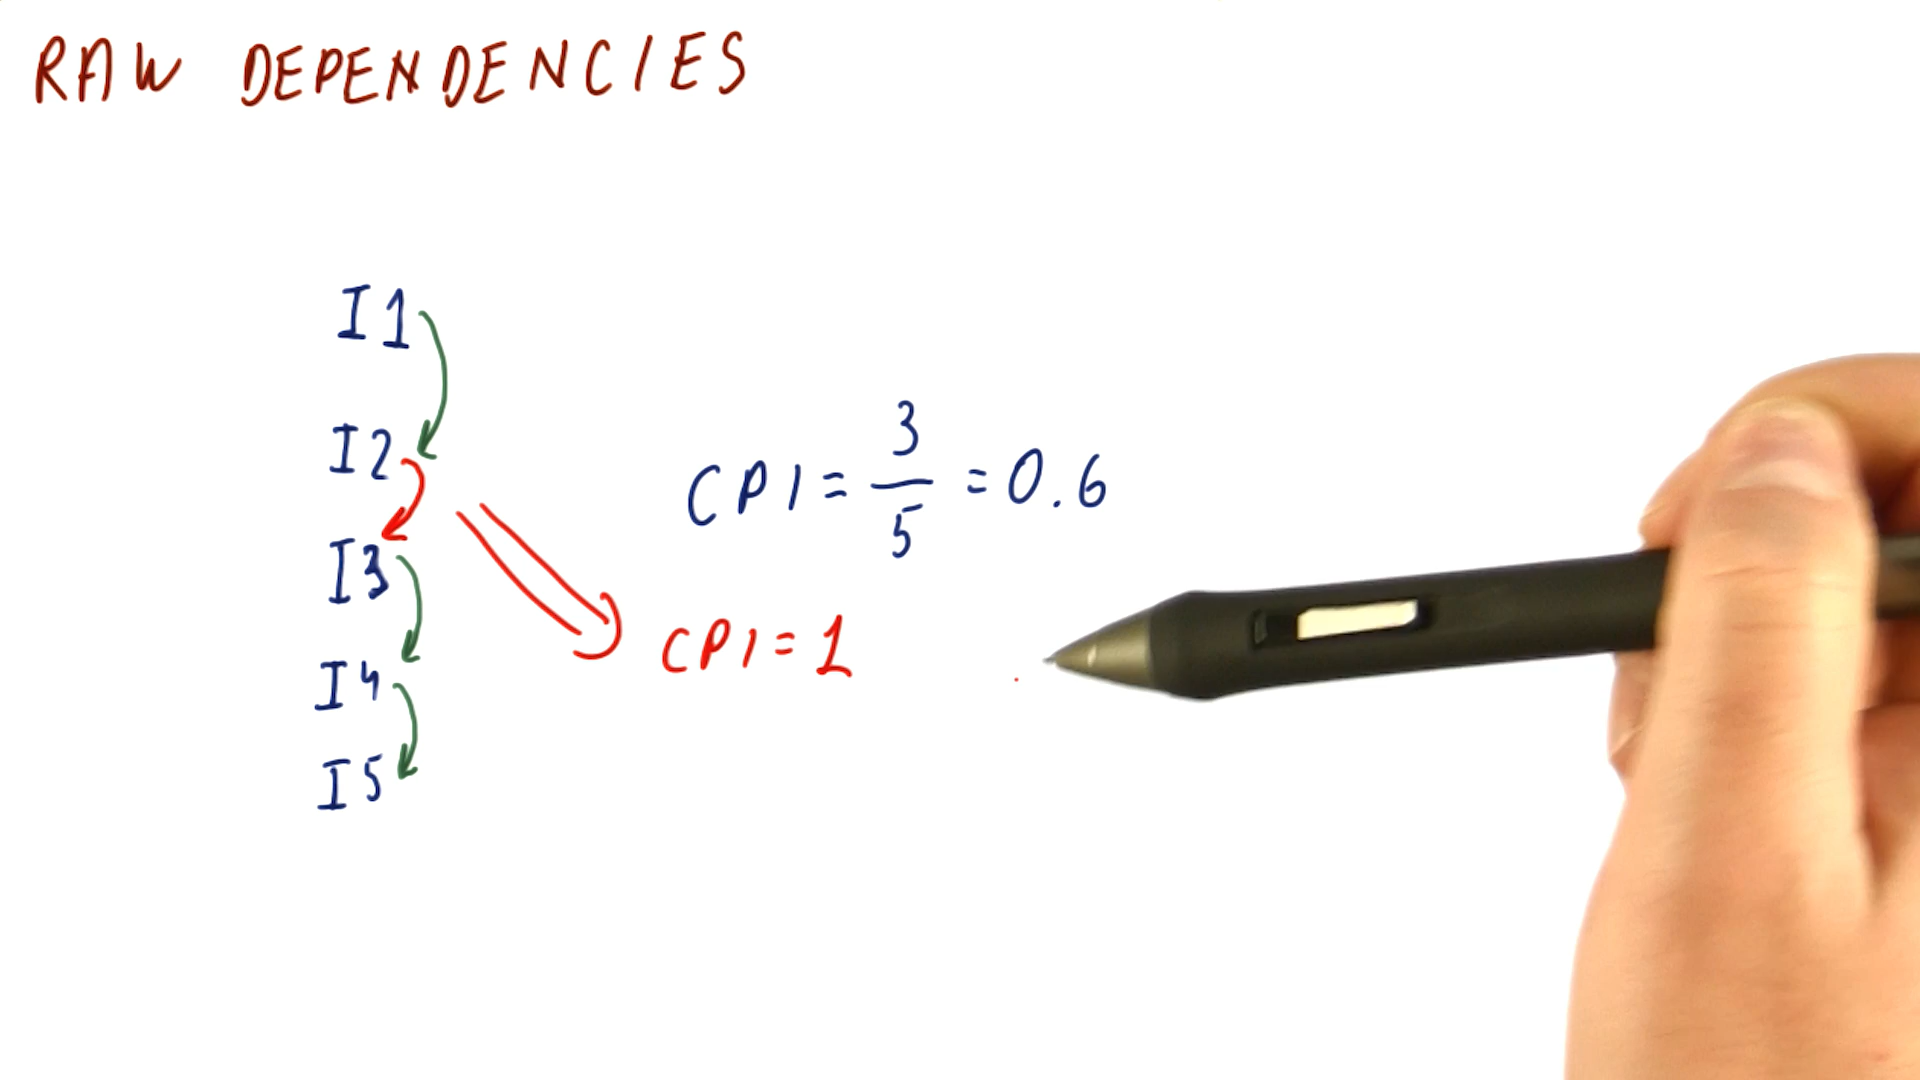 RAW DEPENDENCIES
I1
I2
I3
I4
I5
CPI = 3/5 = 0.6
CPI = 1